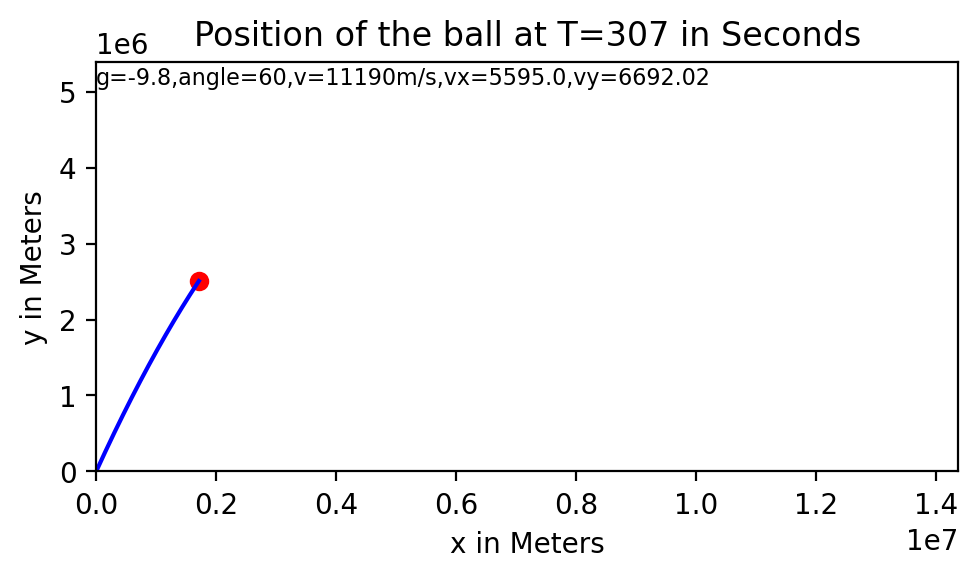 Position of the ball at T=307 in Seconds
1e6
g=-9.8,angle=60,v=11190m/s,vx=5595.0,vy=6692.02
5
4
3
2
1
0
y in Meters
0.0 0.2 0.4 0.6 0.8 1.0 1.2 1.4
1e7
x in Meters